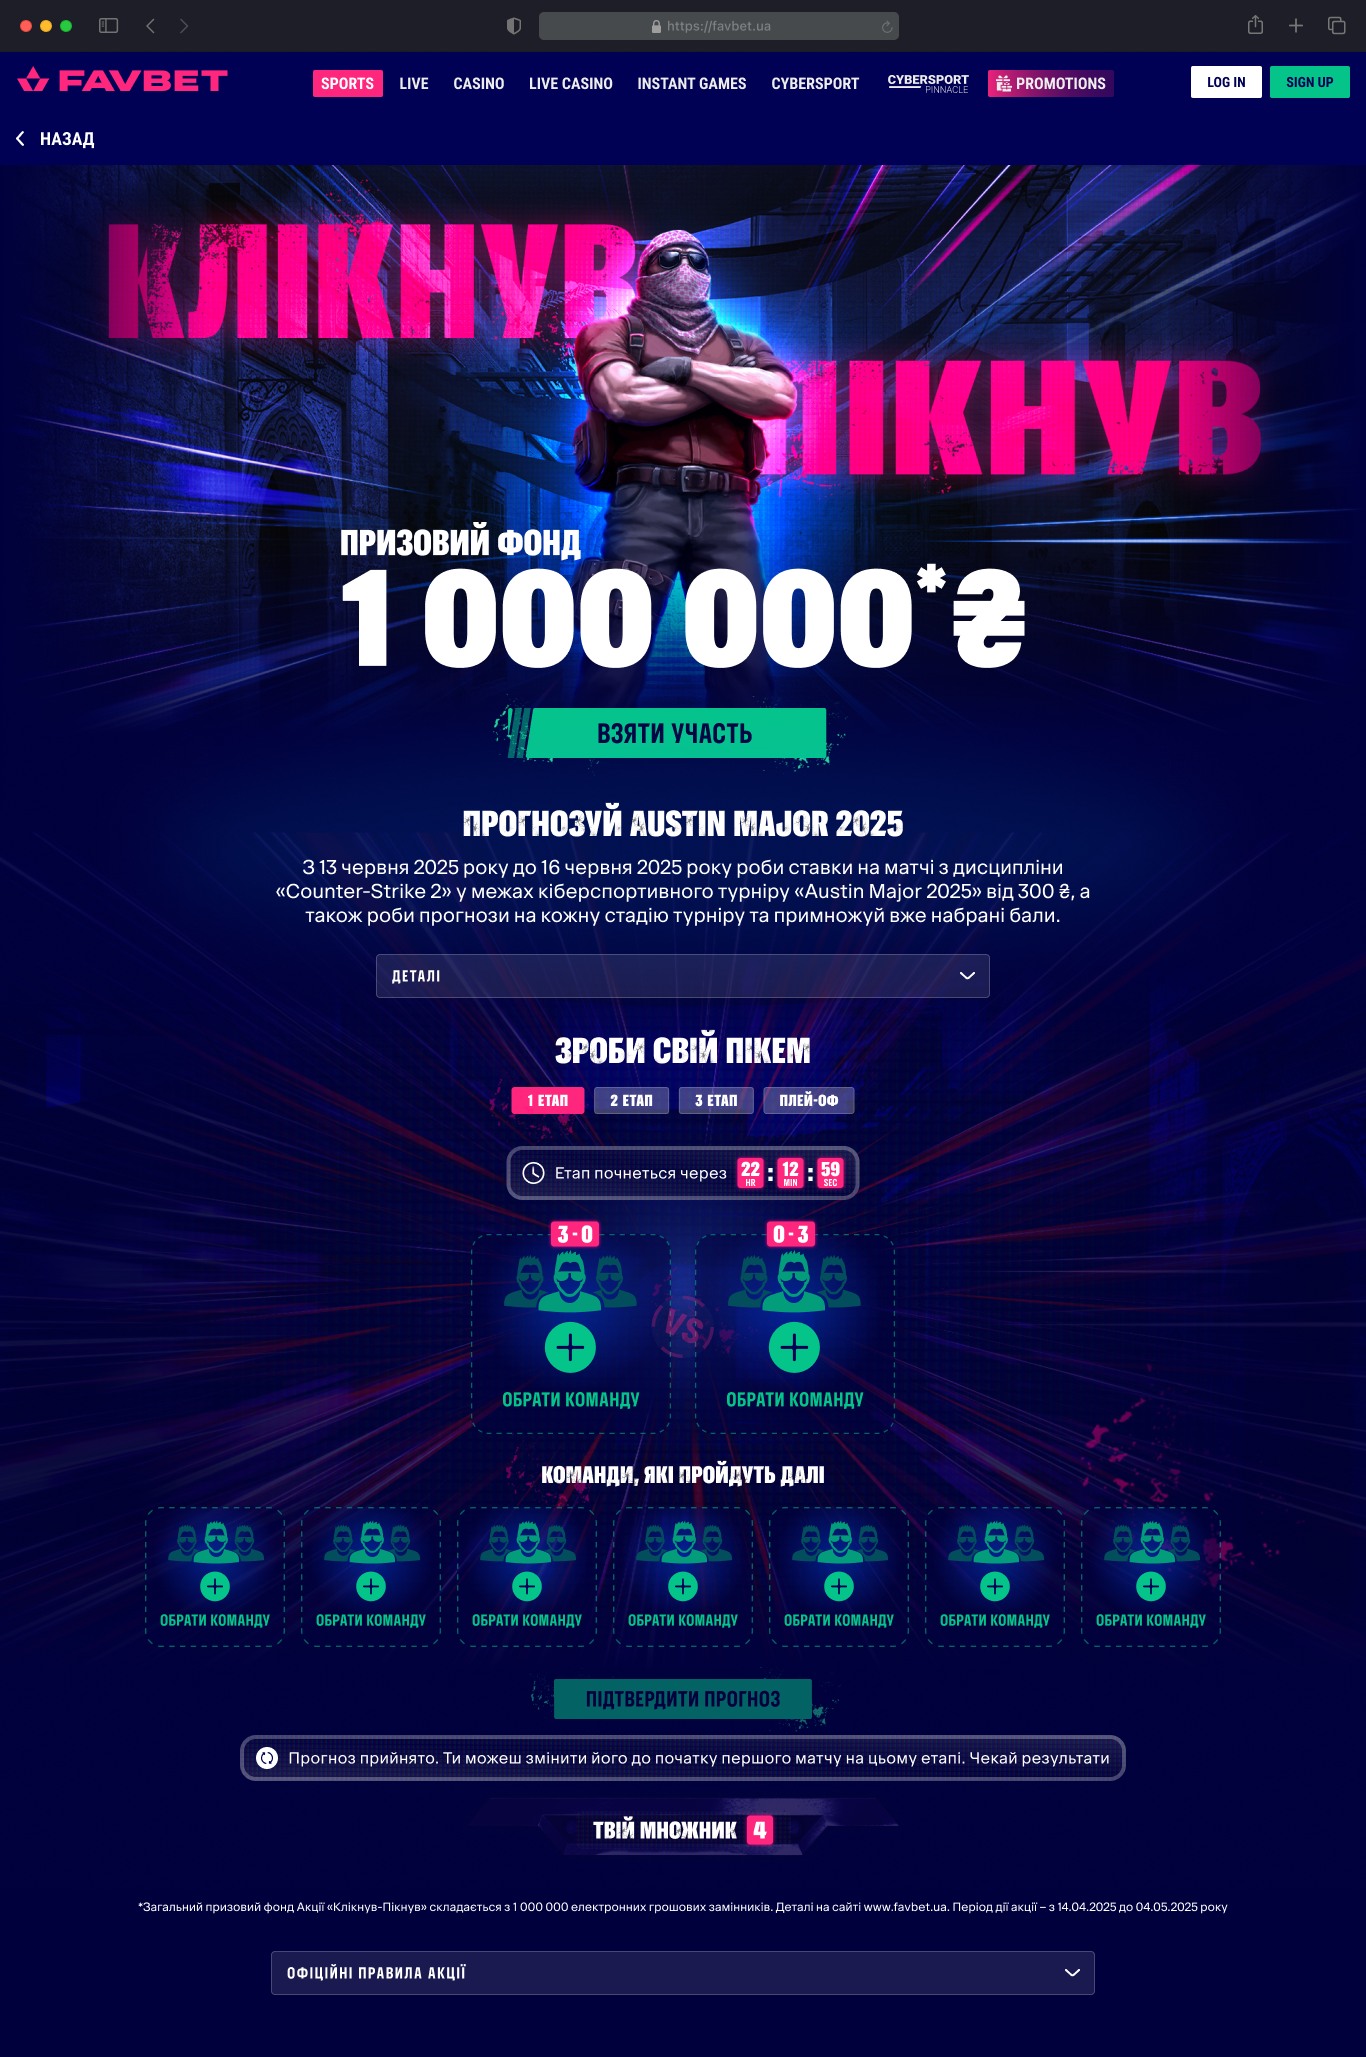 https://favbet.ua
FAVBET
SPORTS LIVE CASINO LIVE CASINO INSTANT GAMES CYBERSPORT CYBERSPORT PINNACLE PROMOTIONS LOG IN SIGN UP
НАЗАД
КЛІКНУВ
ПІКНУВ
ПРИЗОВИЙ ФОНД
1 000 000*₴
ВЗЯТИ УЧАСТЬ
ПРОГНОЗУЙ AUSTIN MAJOR 2025
З 13 червня 2025 року до 16 червня 2025 року роби ставки на матчі з дисципліни
«Counter-Strike 2» у межах кіберспортивного турніру «Austin Major 2025» від 300 ₴, а
також роби прогнози на кожну стадію турніру та примножуй вже набрані бали.
ДЕТАЛІ
ЗРОБИ СВІЙ ПІКЕМ
1 ЕТАП 2 ЕТАП 3 ЕТАП ПЛЕЙ-ОФ
Етап почнеться через 22 HR : 12 MIN : 59 SEC
3 - 0 0 - 3
VS
ОБРАТИ КОМАНДУ ОБРАТИ КОМАНДУ
КОМАНДИ, ЯКІ ПРОЙДУТЬ ДАЛІ
ОБРАТИ КОМАНДУ ОБРАТИ КОМАНДУ ОБРАТИ КОМАНДУ ОБРАТИ КОМАНДУ ОБРАТИ КОМАНДУ ОБРАТИ КОМАНДУ ОБРАТИ КОМАНДУ
ПІДТВЕРДИТИ ПРОГНОЗ
Прогноз прийнято. Ти можеш змінити його до початку першого матчу на цьому етапі. Чекай результати
ТВІЙ МНОЖНИК 4
*Загальний призовий фонд Акції «Клікнув-Пікнув» складається з 1 000 000 електронних грошових замінників. Деталі на сайті www.favbet.ua. Період дії акції – з 14.04.2025 до 04.05.2025 року
ОФІЦІЙНІ ПРАВИЛА АКЦІЇ